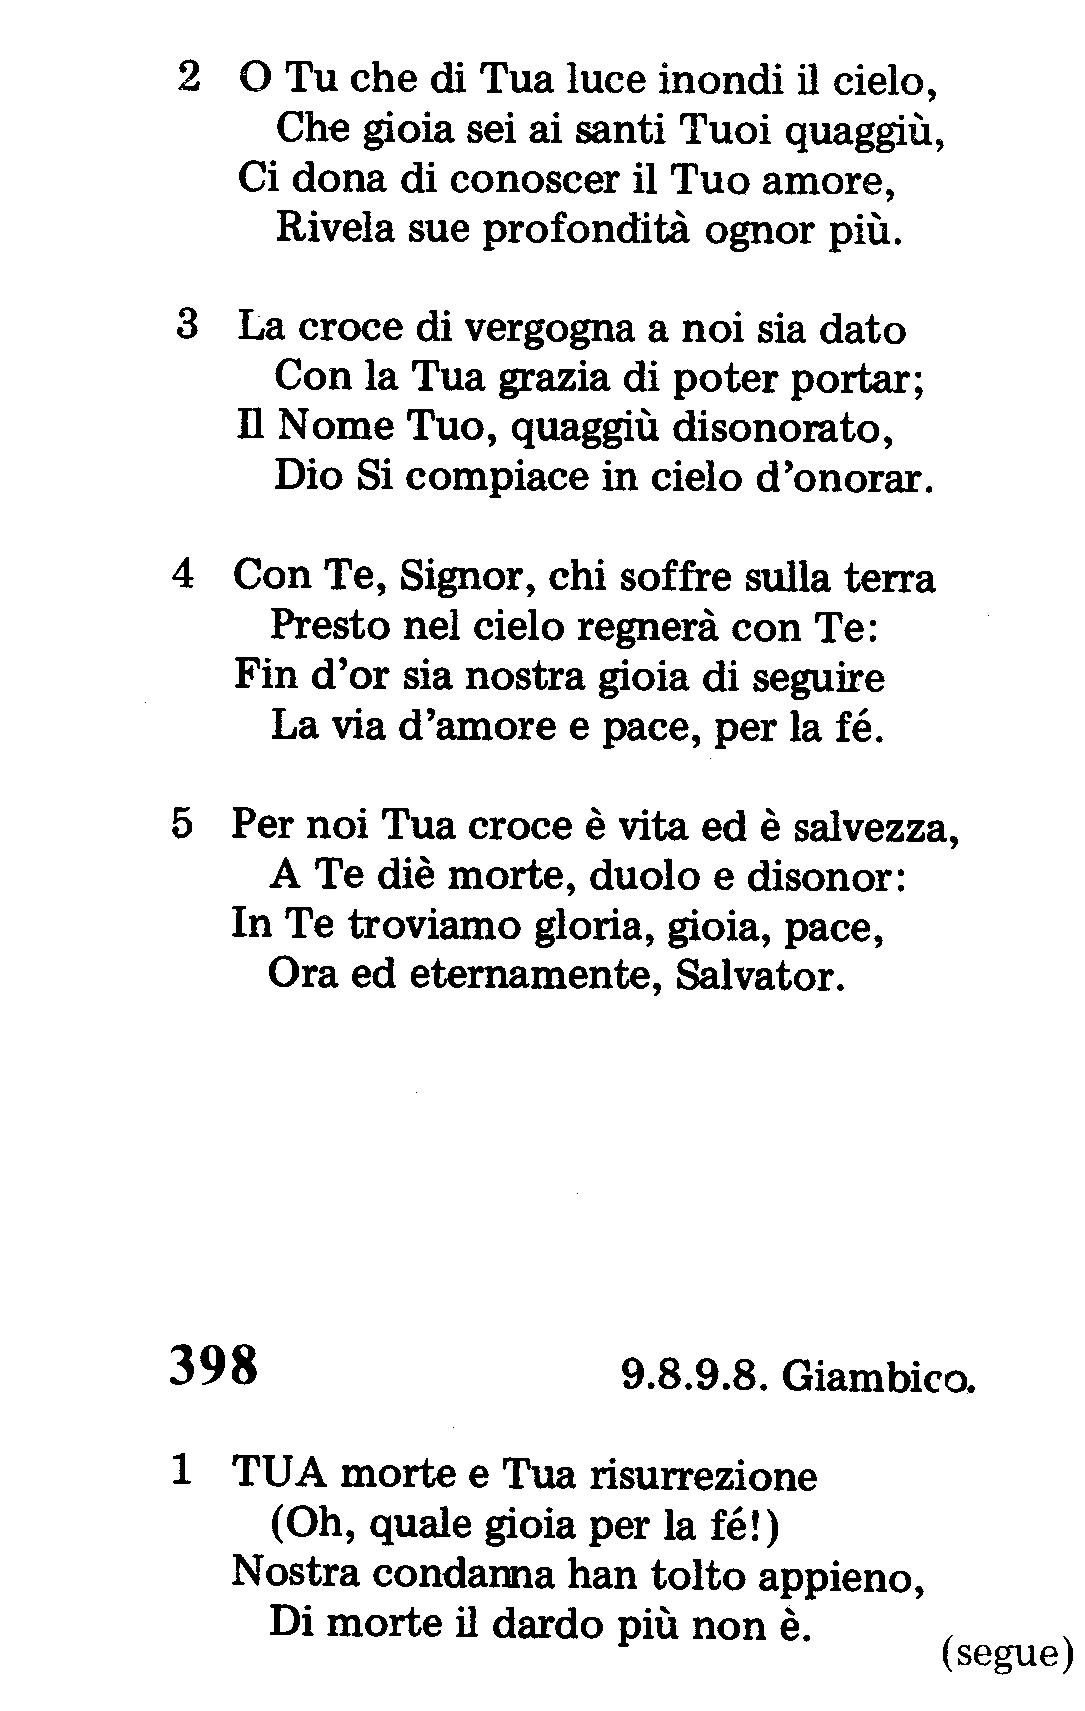 2 O Tu che di Tua luce inondi il cielo,
Che gioia sei ai santi Tuoi quaggiù,
Ci dona di conoscer il Tuo amore,
Rivela sue profondità ognor più.
3 La croce di vergogna a noi sia dato
Con la Tua grazia di poter portar;
Il Nome Tuo, quaggiù disonorato,
Dio Si compiace in cielo d'onorar.
4 Con Te, Signor, chi soffre sulla terra
Presto nel cielo regnerà con Te:
Fin d'or sia nostra gioia di seguire
La via d'amore e pace, per la fé.
5 Per noi Tua croce è vita ed è salvezza,
A Te diè morte, duolo e disonor:
In Te troviamo gloria, gioia, pace,
Ora ed eternamente, Salvator.
398 9.8.9.8. Giambico.
1 TUA morte e Tua risurrezione
(Oh, quale gioia per la fé!)
Nostra condanna han tolto appieno,
Di morte il dardo più non è.
(segue)